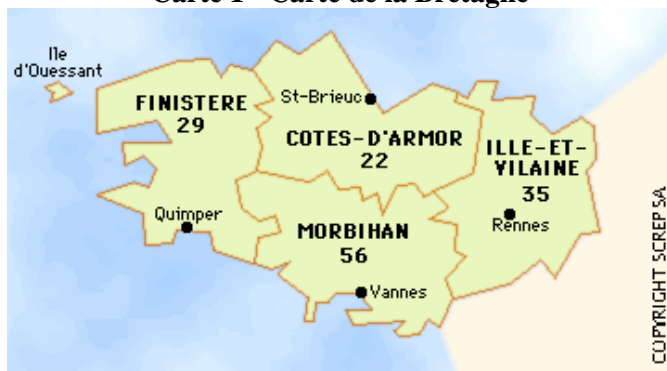 Carte 1 - Carte de la Bretagne
Ile
d'Ouessant
FINISTERE
29
St-Brieuc
COTES-D'ARMOR
22
ILLE-ET-
VILAINE
35
Rennes
Quimper
MORBIHAN
56
Vannes
COPYRIGHT SCREP SA